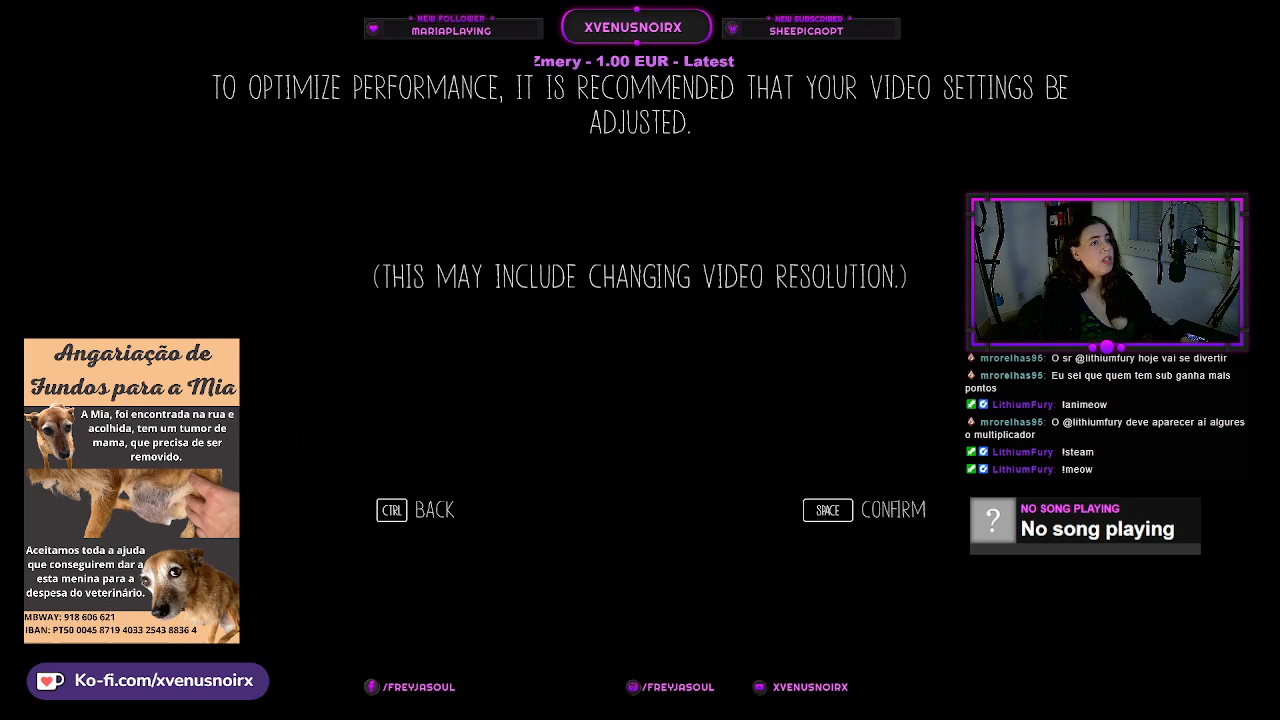 NEW FOLLOWER
MARIAPLAYING
XVENUSNOIRX
NEW SUBSCRIBER
SHEEPICAOPT
Zmery - 1.00 EUR - Latest
TO OPTIMIZE PERFORMANCE, IT IS RECOMMENDED THAT YOUR VIDEO SETTINGS BE
ADJUSTED.
(THIS MAY INCLUDE CHANGING VIDEO RESOLUTION.)
Angariação de
Fundos para a Mia
A Mia, foi encontrada na rua e
acolhida, tem um tumor de
mama, que precisa de ser
removido.
Aceitamos toda a ajuda
que conseguirem dar a
esta menina para a
despesa do veterinário.
MBWAY: 918 606 621
IBAN: PT50 0045 8719 4033 2543 8836 4
mrorelhas95: O sr @lithiumfury hoje vai se divertir
mrorelhas95: Eu sei que quem tem sub ganha mais
pontos
LithiumFury: !animeow
mrorelhas95: O @lithiumfury deve aparecer aí algures
o multiplicador
LithiumFury: !steam
LithiumFury: !meow
CTRL BACK
SPACE CONFIRM
?
NO SONG PLAYING
No song playing
Ko-fi.com/xvenusnoirx
/FREYJASOUL
/FREYJASOUL
XVENUSNOIRX